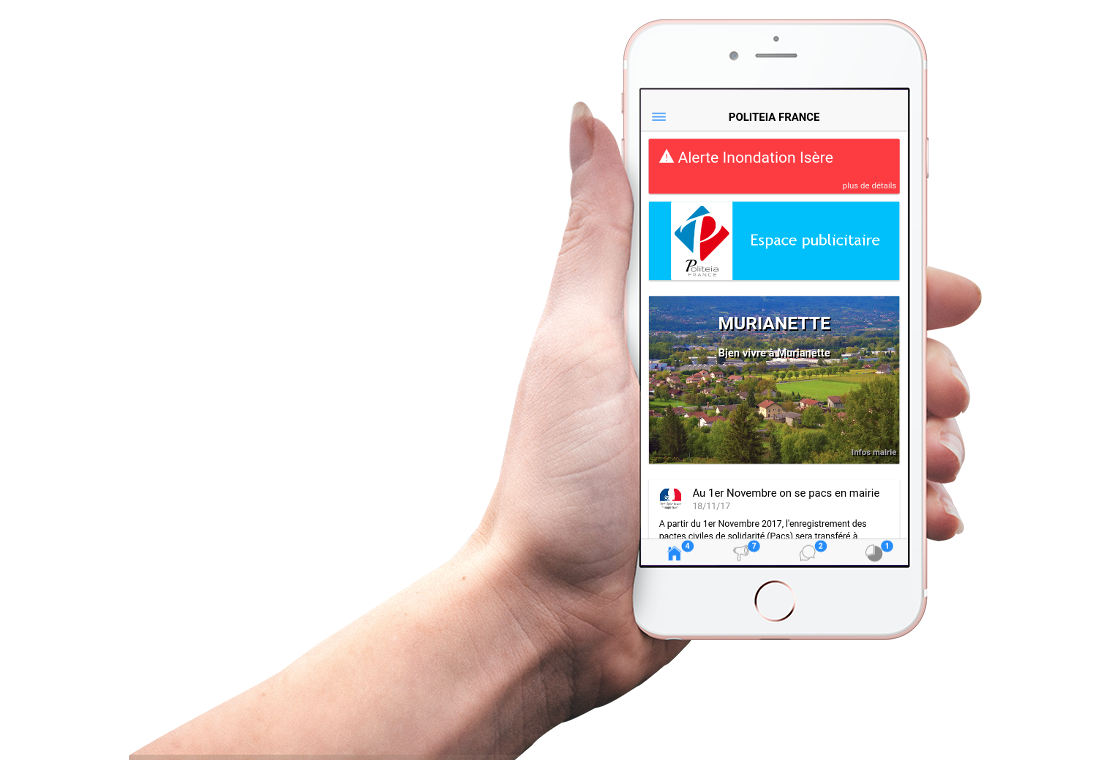 POLITEIA FRANCE
Alerte Inondation Isère
plus de détails
Politeia
FRANCE
Espace publicitaire
MURIANETTE
Bien vivre à Murianette
Infos mairie
Au 1er Novembre on se pacs en mairie
18/11/17
A partir du 1er Novembre 2017, l'enregistrement des
pactes civiles de solidarité (Pacs) sera transféré à
4
7
2
1